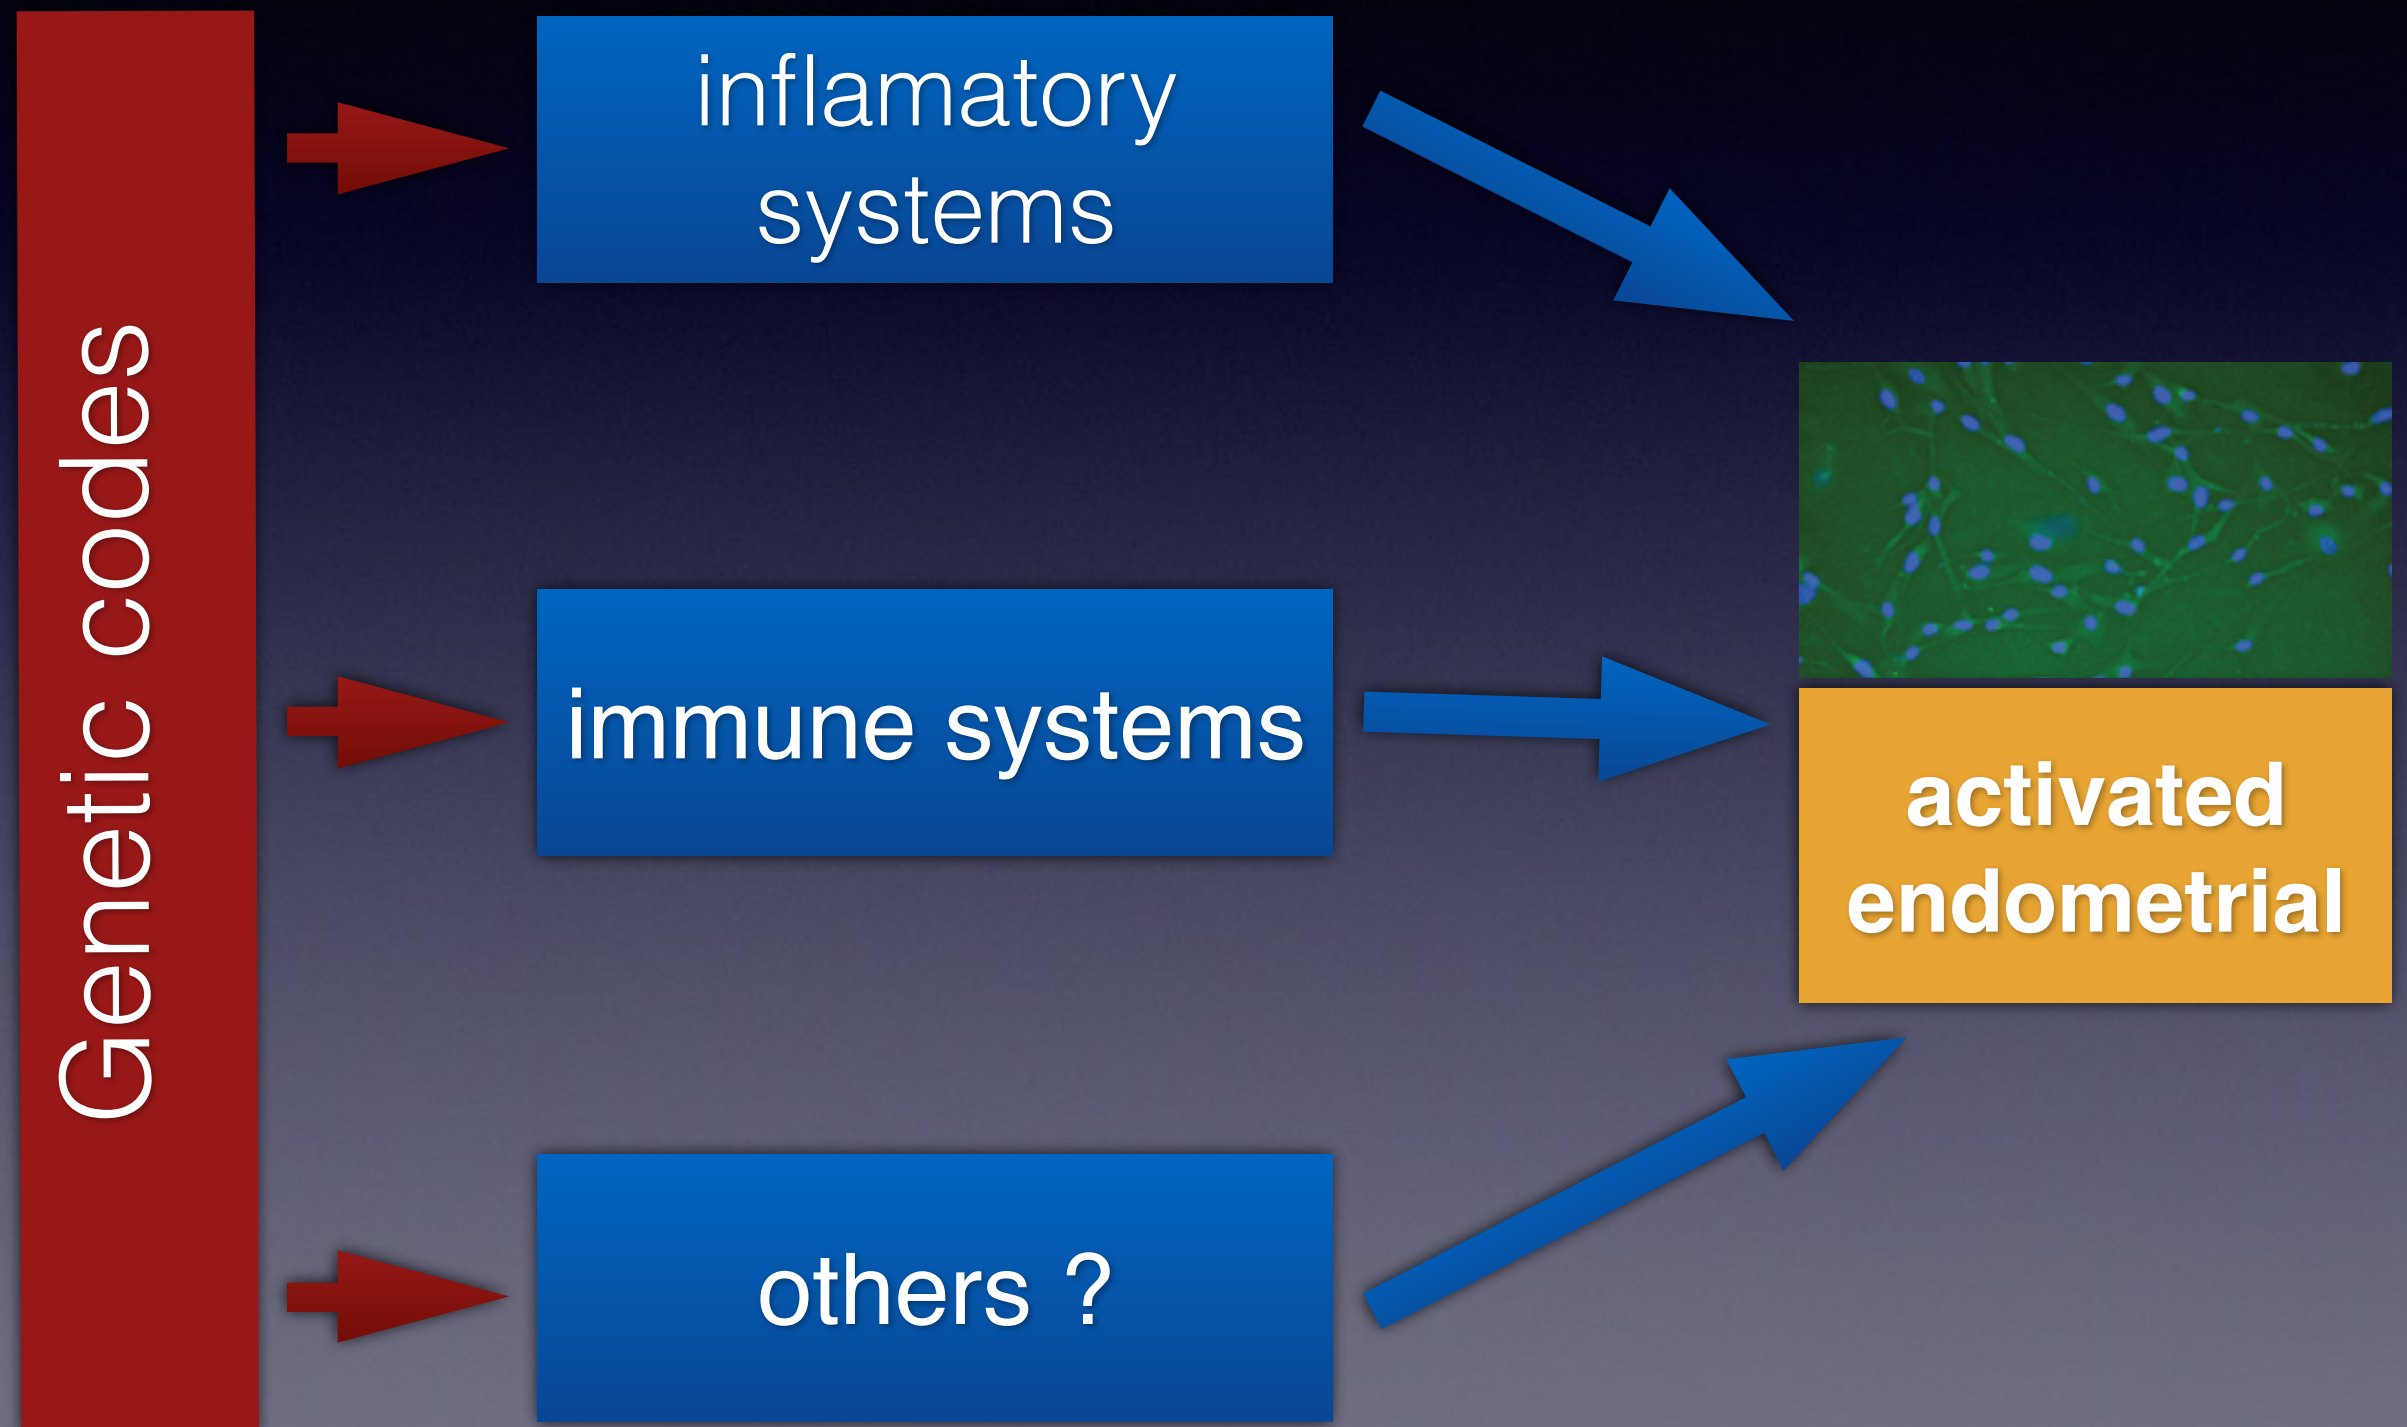 Genetic codes
inflamatory
systems
immune systems
others ?
activated
endometrial